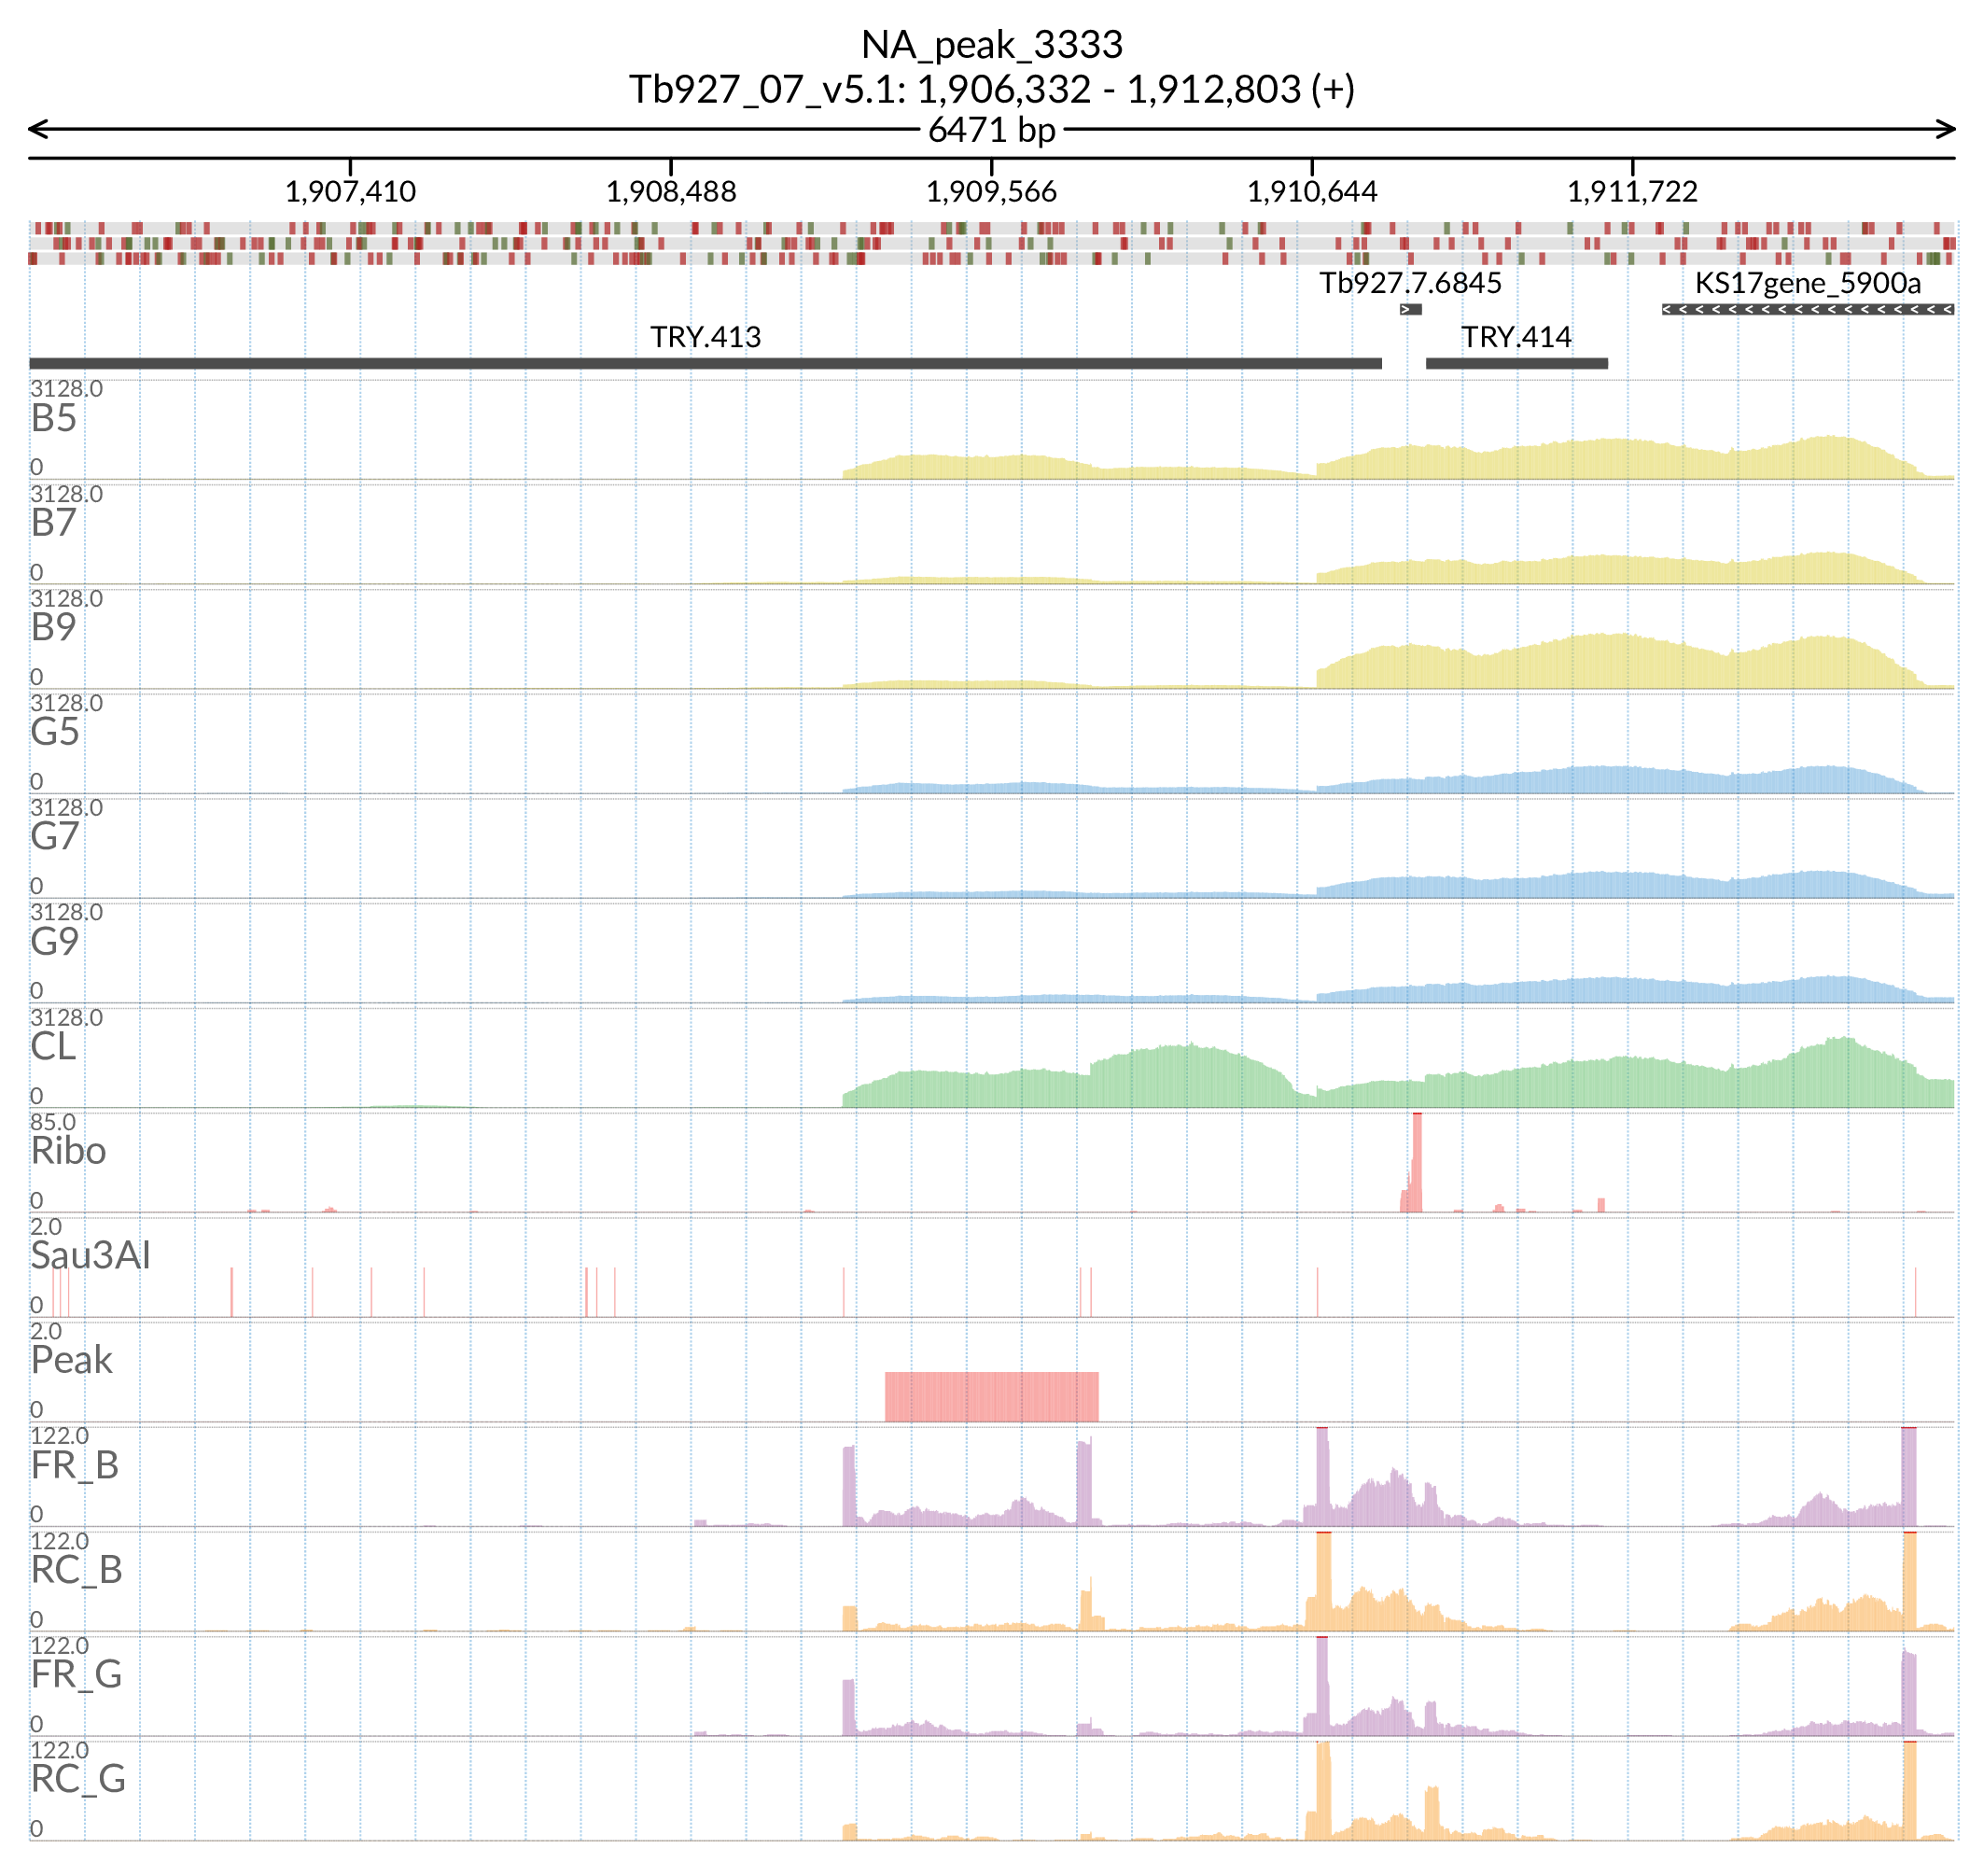 NA_peak_3333
Tb927_07_v5.1: 1,906,332 - 1,912,803 (+)
6471 bp
1,907,410 1,908,488 1,909,566 1,910,644 1,911,722
Tb927.7.6845 KS17gene_5900a
TRY.413 TRY.414
3128.0
B5
0
3128.0
B7
0
3128.0
B9
0
3128.0
G5
0
3128.0
G7
0
3128.0
G9
0
3128.0
CL
0
85.0
Ribo
0
2.0
Sau3AI
0
2.0
Peak
0
122.0
FR_B
0
122.0
RC_B
0
122.0
FR_G
0
122.0
RC_G
0